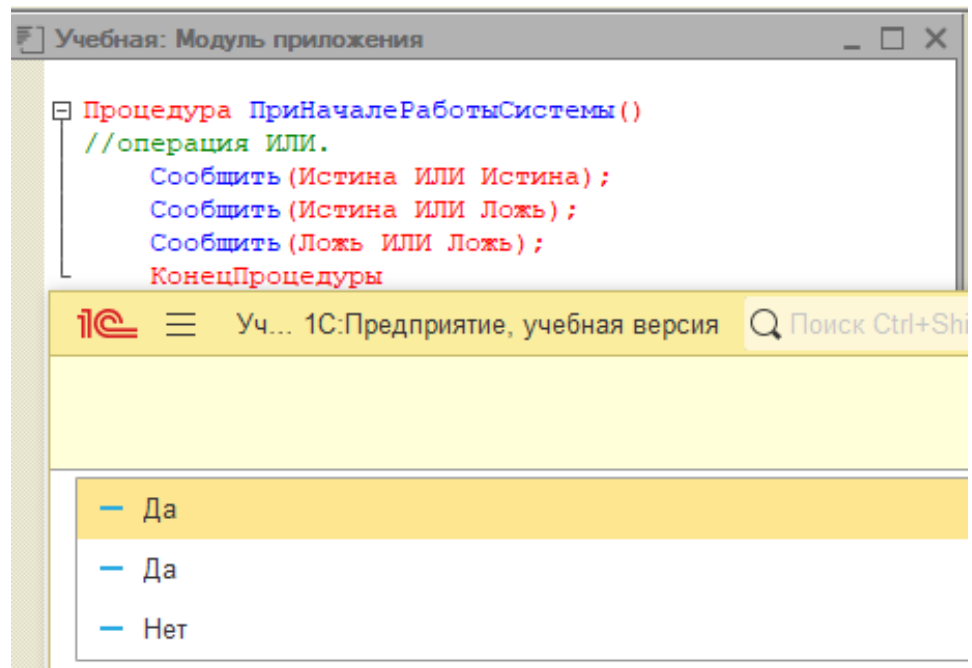 Учебная: Модуль приложения
Процедура ПриНачалеРаботыСистемы()
//операция ИЛИ.
Сообщить(Истина ИЛИ Истина);
Сообщить(Истина ИЛИ Ложь);
Сообщить(Ложь ИЛИ Ложь);
КонецПроцедуры
1С Уч... 1С:Предприятие, учебная версия Поиск Ctrl+Shi
Да
Да
Нет